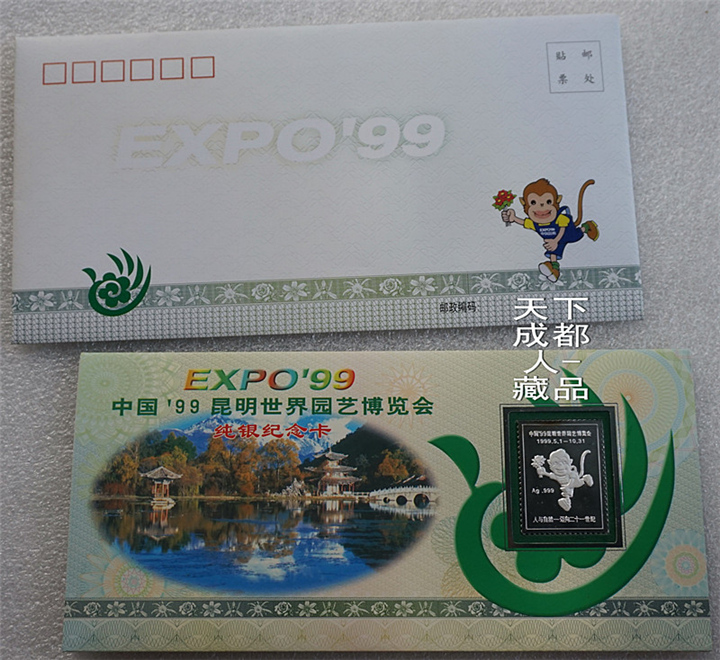 贴 邮
票 处
EXPO'99
邮政编码:
天下
成都
人一
藏品
EXPO'99
中国'99昆明世界园艺博览会
纯银纪念卡
中国'99昆明世界园艺博览会
1999.5.1—10.31
Ag .999
人与自然—迈向二十一世纪